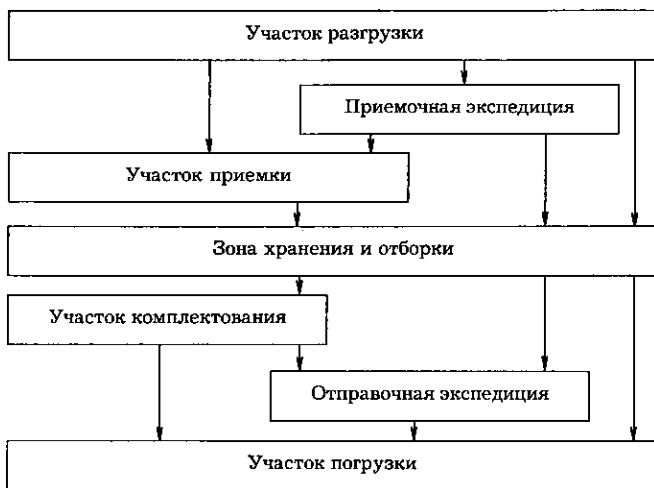 Участок разгрузки
Приемочная экспедиция
Участок приемки
Зона хранения и отборки
Участок комплектования
Отправочная экспедиция
Участок погрузки